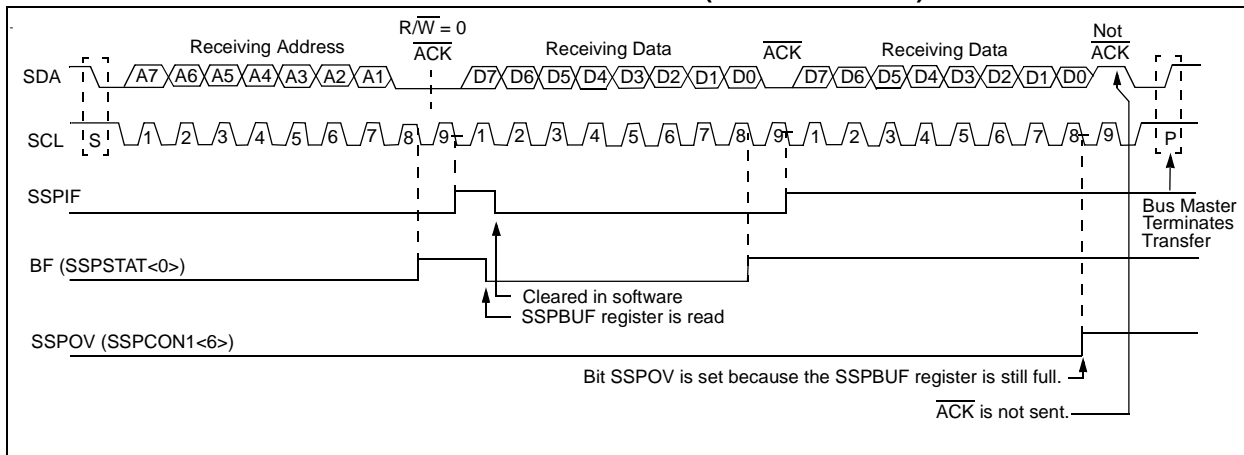 R/W = 0
Receiving Address ACK Receiving Data ACK Receiving Data Not ACK
SDA A7 A6 A5 A4 A3 A2 A1 D7 D6 D5 D4 D3 D2 D1 D0 D7 D6 D5 D4 D3 D2 D1 D0
SCL S 1 2 3 4 5 6 7 8 9 1 2 3 4 5 6 7 8 9 1 2 3 4 5 6 7 8 9 P
SSPIF
Bus Master
Terminates
Transfer
BF (SSPSTAT<0>)
Cleared in software
SSPBUF register is read
SSPOV (SSPCON1<6>)
Bit SSPOV is set because the SSPBUF register is still full.
ACK is not sent.